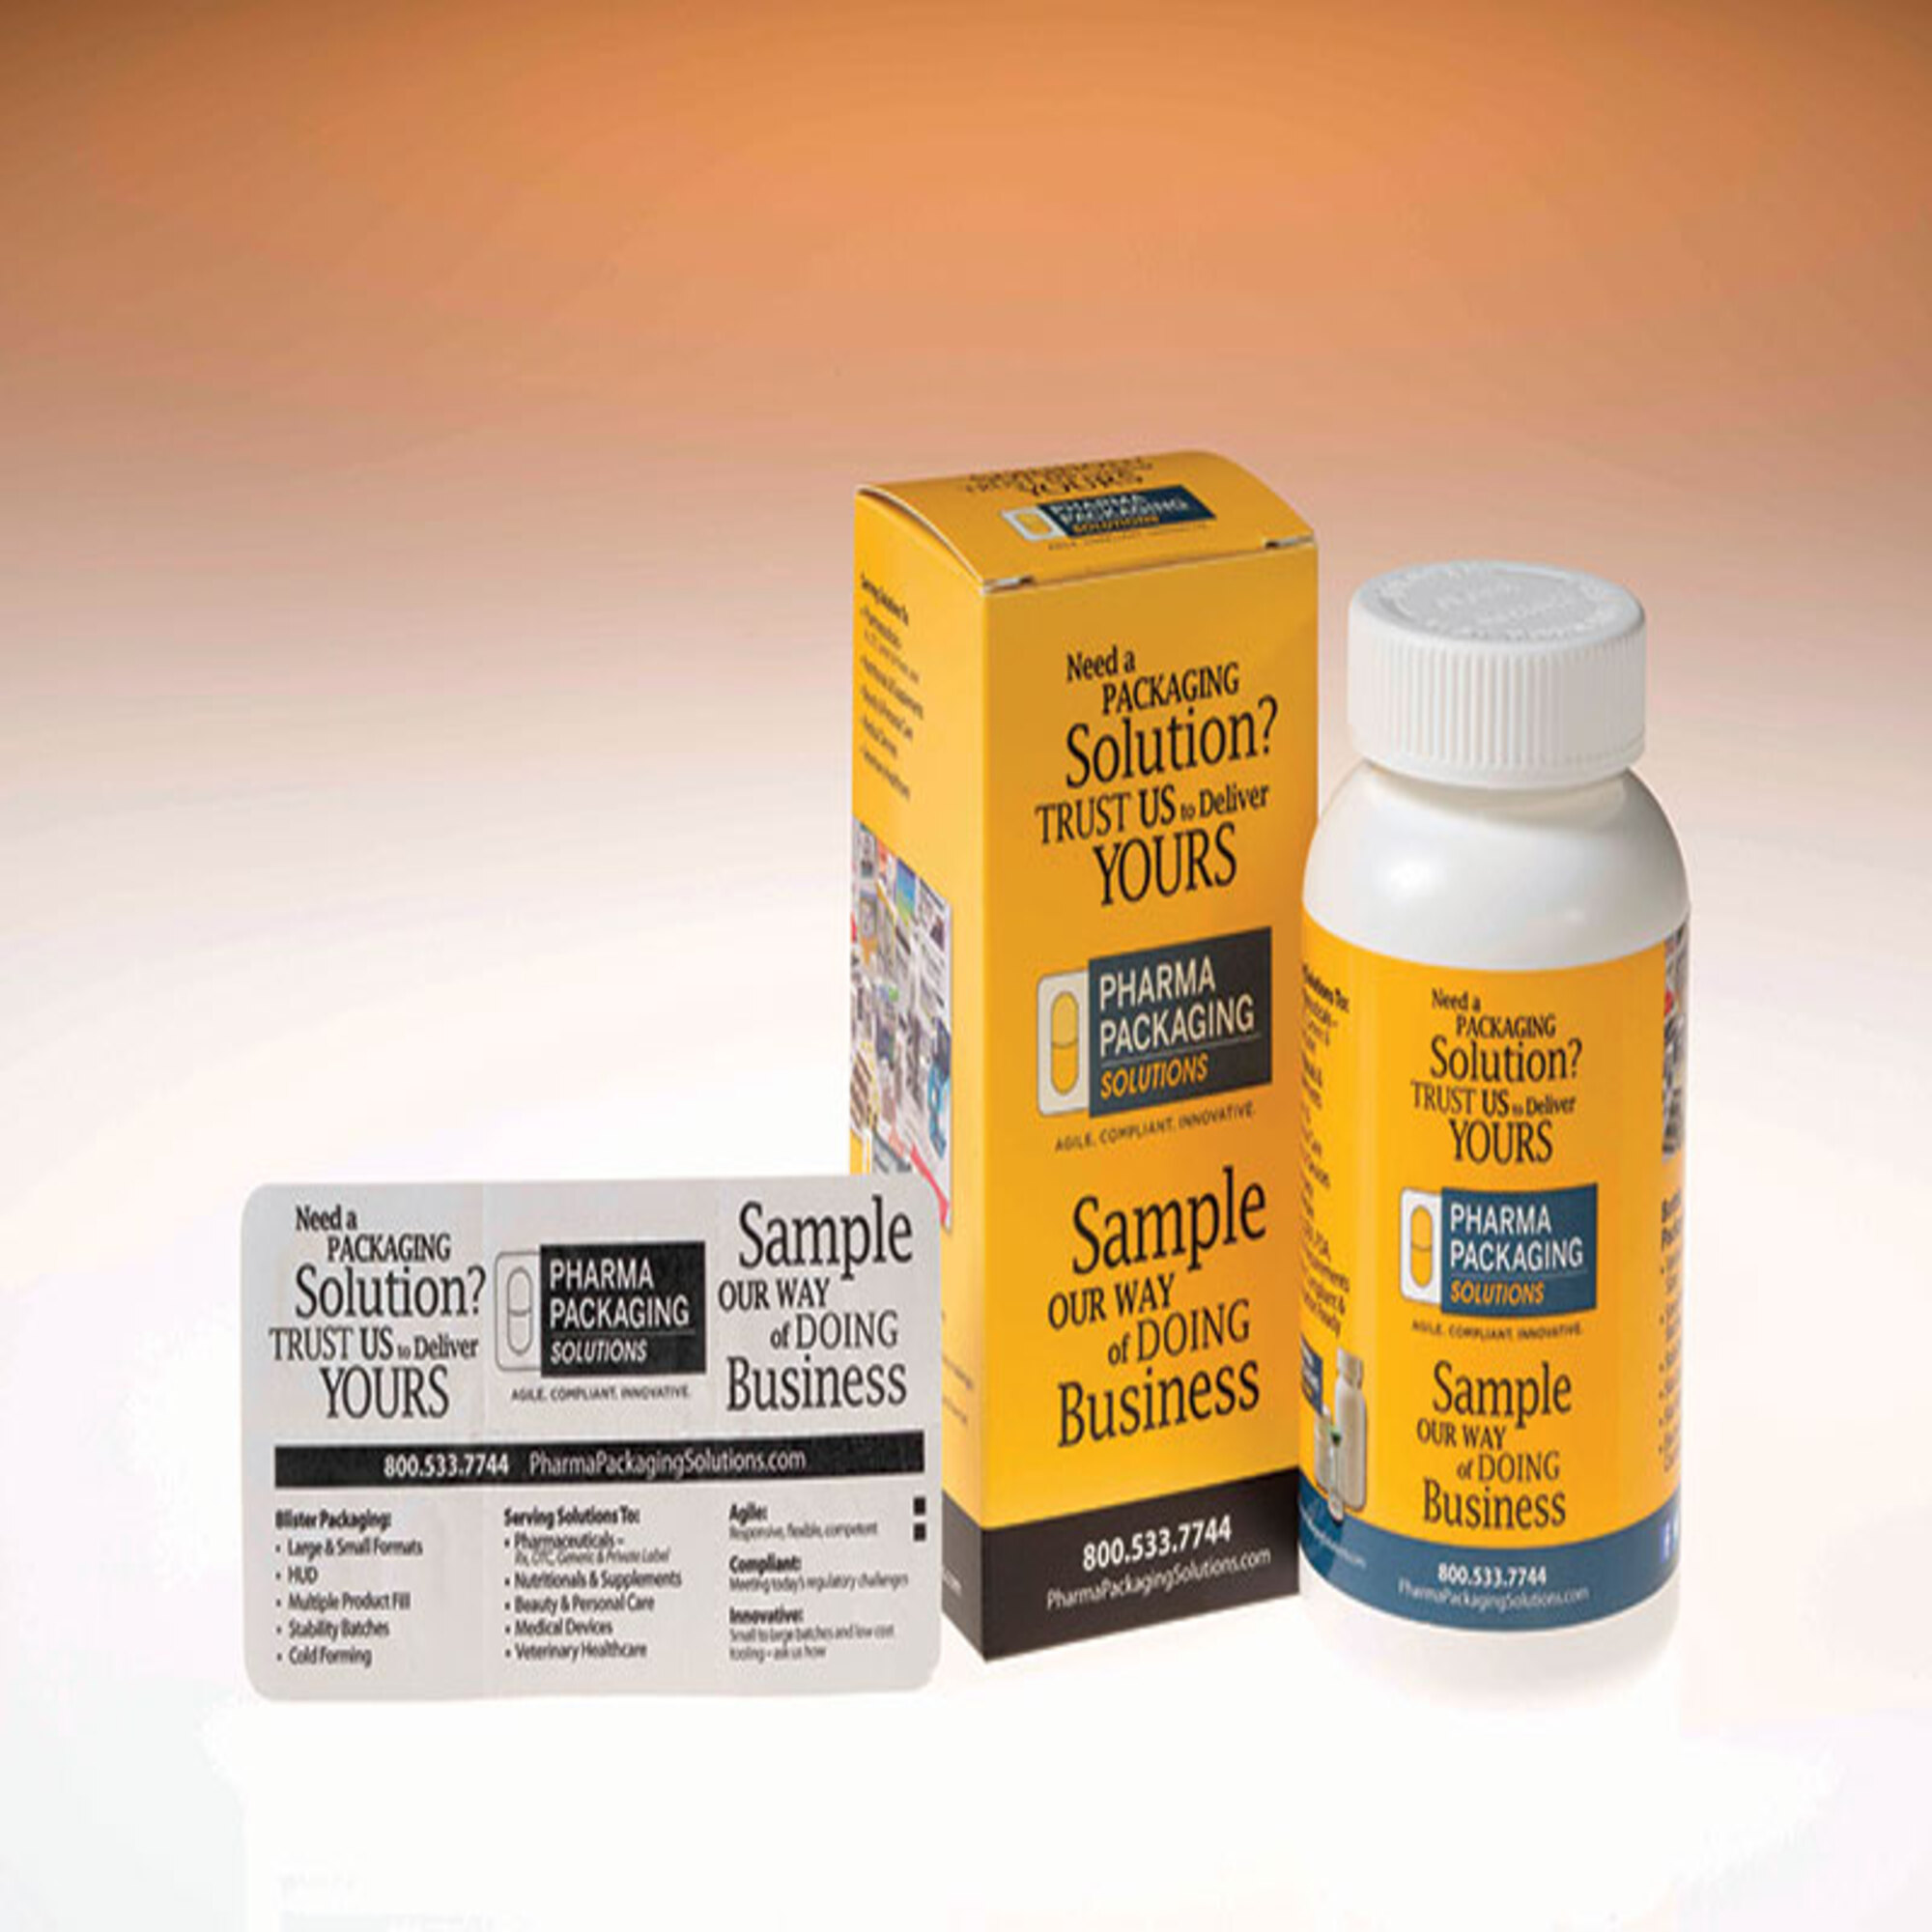 Need a
PACKAGING
Solution?
TRUST US to Deliver
YOURS
PHARMA
PACKAGING
SOLUTIONS
AGILE. COMPLIANT. INNOVATIVE.
Sample
OUR WAY
of DOING
Business
800.533.7744 PharmaPackagingSolutions.com
Blister Packaging:
• Large & Small Formats
• HUD
• Multiple Product Fill
• Stability Batches
• Cold Forming
Serving Solutions To:
• Pharmaceuticals –
Rx, OTC, Generic & Private Label
• Nutritionals & Supplements
• Beauty & Personal Care
• Medical Devices
• Veterinary Healthcare
Agile:
Responsive, flexible, competent
Compliant:
Meeting today's regulatory challenges
Innovative:
Small to large batches and low cost
tooling – ask us how
YOURS
PHARMA
PACKAGING
SOLUTIONS
Need a
PACKAGING
Solution?
TRUST US to Deliver
YOURS
PHARMA
PACKAGING
SOLUTIONS
AGILE. COMPLIANT. INNOVATIVE.
Sample
OUR WAY
of DOING
Business
800.533.7744
PharmaPackagingSolutions.com
Need a
PACKAGING
Solution?
TRUST US to Deliver
YOURS
PHARMA
PACKAGING
SOLUTIONS
AGILE. COMPLIANT. INNOVATIVE.
Sample
OUR WAY
of DOING
Business
800.533.7744
PharmaPackagingSolutions.com